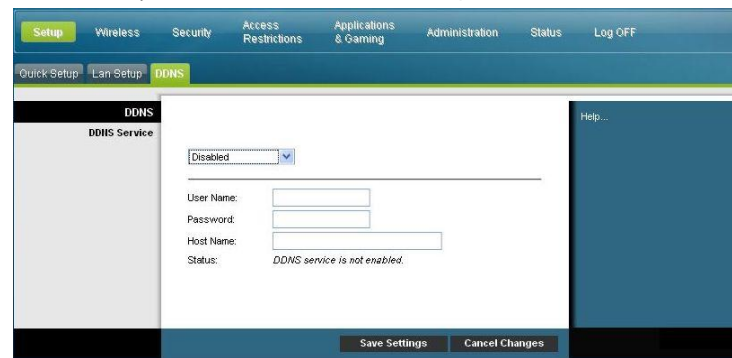 Setup Wireless Security Access Restrictions Applications & Gaming Administration Status Log OFF
Quick Setup Lan Setup DDNS
DDNS
DDNS Service
Help...
Disabled
User Name:
Password:
Host Name:
Status: DDNS service is not enabled.
Save Settings Cancel Changes